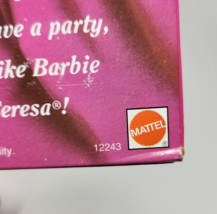 ve a party,
ike Barbie
eresa®!
ity.
12243
MATTEL